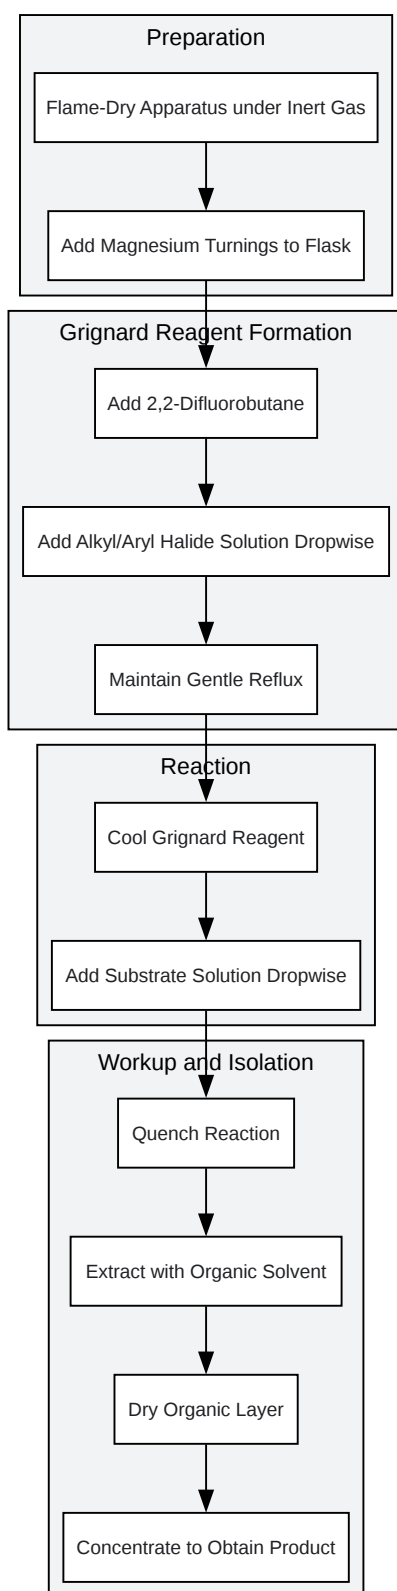 Preparation
Flame-Dry Apparatus under Inert Gas
Add Magnesium Turnings to Flask
Grignard Reagent Formation
Add 2,2-Difluorobutane
Add Alkyl/Aryl Halide Solution Dropwise
Maintain Gentle Reflux
Reaction
Cool Grignard Reagent
Add Substrate Solution Dropwise
Workup and Isolation
Quench Reaction
Extract with Organic Solvent
Dry Organic Layer
Concentrate to Obtain Product